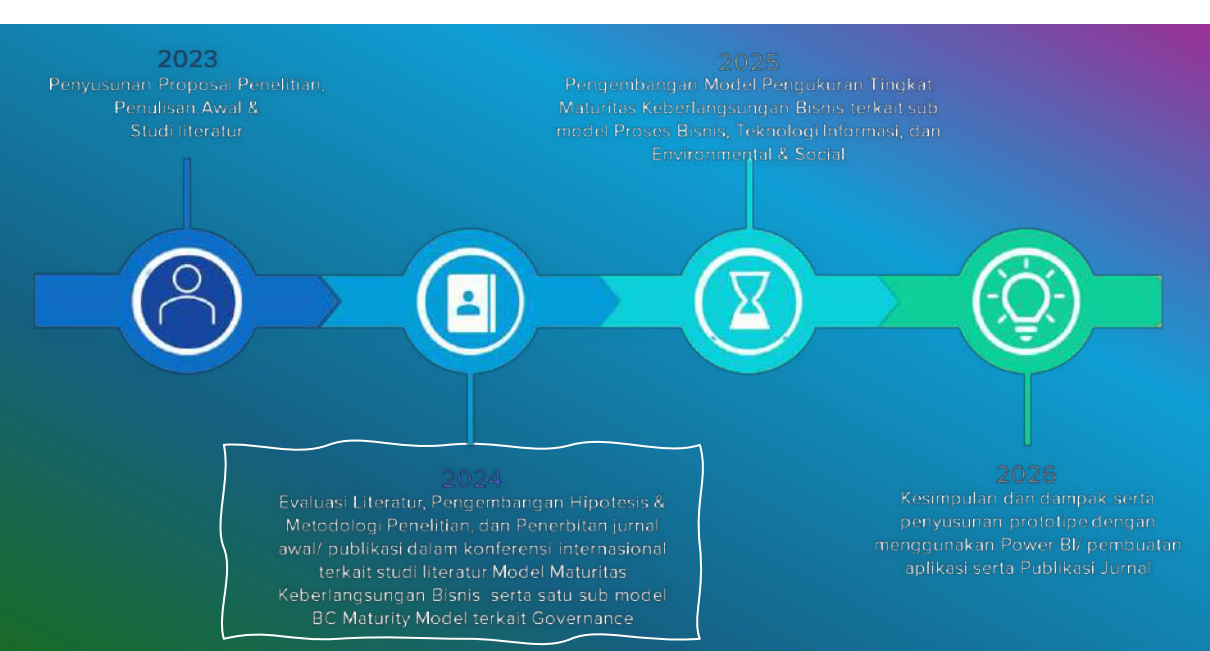 2023
Penyusunan Proposal Penelitian,
Penulisan Awal &
Studi literatur
2024
Evaluasi Literatur, Pengembangan Hipotesis &
Metodologi Penelitian, dan Penerbitan jurnal
awal/ publikasi dalam konferensi internasional
terkait studi literatur Model Maturitas
Keberlangsungan Bisnis serta satu sub model
BC Maturity Model terkait Governance
2025
Pengembangan Model Pengukuran Tingkat
Maturitas Keberlangsungan Bisnis terkait sub
model Proses Bisnis, Teknologi Informasi, dan
Environmental & Social
2026
Kesimpulan dan dampak serta
penyusunan prototipe dengan
menggunakan Power BI/ pembuatan
aplikasi serta Publikasi Jurnal